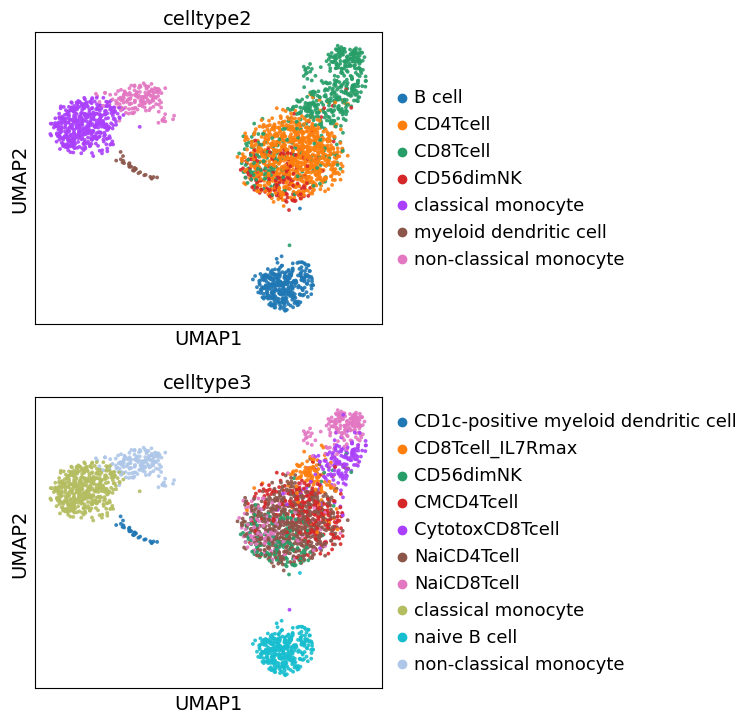 celltype2
UMAP2
UMAP1
B cell
CD4Tcell
CD8Tcell
CD56dimNK
classical monocyte
myeloid dendritic cell
non-classical monocyte
celltype3
UMAP2
UMAP1
CD1c-positive myeloid dendritic cell
CD8Tcell_IL7Rmax
CD56dimNK
CMCD4Tcell
CytotoxCD8Tcell
NaiCD4Tcell
NaiCD8Tcell
classical monocyte
naive B cell
non-classical monocyte